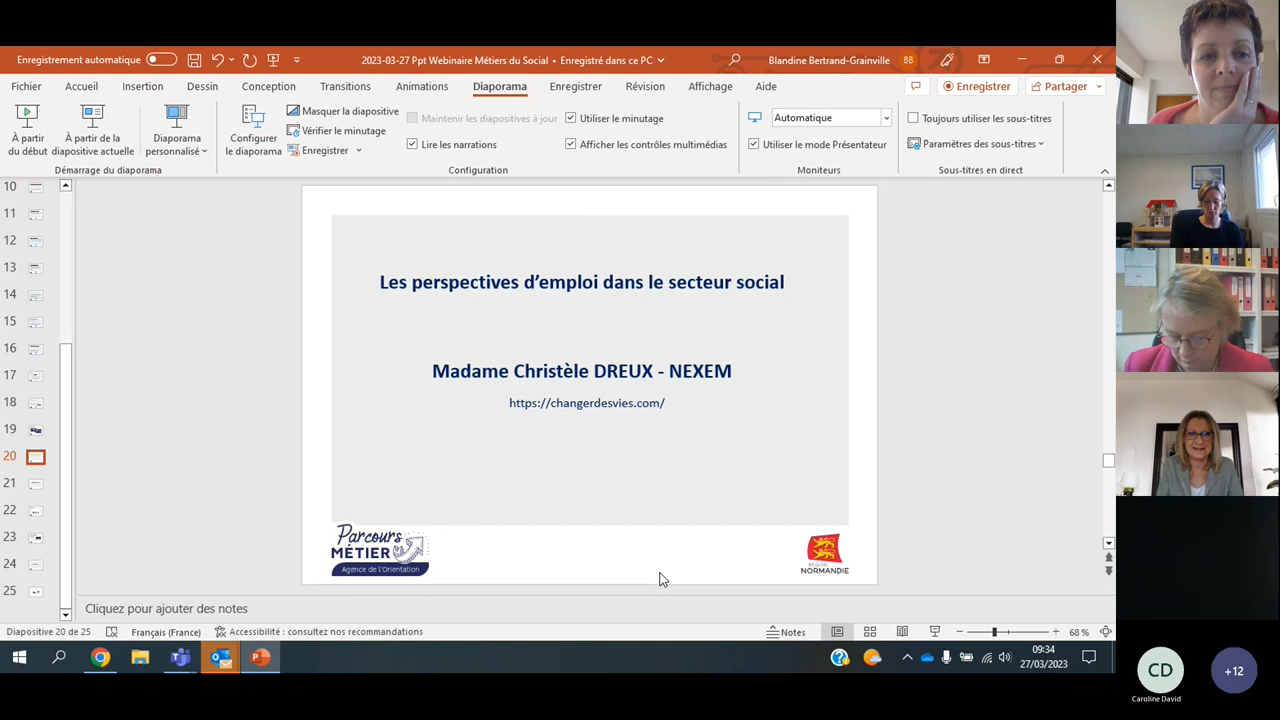 Enregistrement automatique
2023-03-27 Ppt Webinaire Métiers du Social • Enregistré dans ce PC
Blandine Bertrand-Grainville
BB
Fichier
Accueil
Insertion
Dessin
Conception
Transitions
Animations
Diaporama
Enregistrer
Révision
Affichage
Aide
Enregistrer
Partager
À partir du début
À partir de la diapositive actuelle
Diaporama personnalisé
Configurer le diaporama
Masquer la diapositive
Vérifier le minutage
Enregistrer
Maintenir les diapositives à jour
Lire les narrations
Utiliser le minutage
Afficher les contrôles multimédias
Automatique
Utiliser le mode Présentateur
Toujours utiliser les sous-titres
Paramètres des sous-titres
Démarrage du diaporama
Configuration
Moniteurs
Sous-titres en direct
10
11
12
13
14
15
16
17
18
19
20
21
22
23
24
25
Les perspectives d'emploi dans le secteur social
Madame Christèle DREUX - NEXEM
https://changerdesvies.com/
Parcours
MÉTIER
Agence de l'Orientation
RÉGION
NORMANDIE
Cliquez pour ajouter des notes
Diapositive 20 de 25
Français (France)
Accessibilité : consultez nos recommandations
Notes
68 %
09:34
27/03/2023
CD
Caroline David
+12